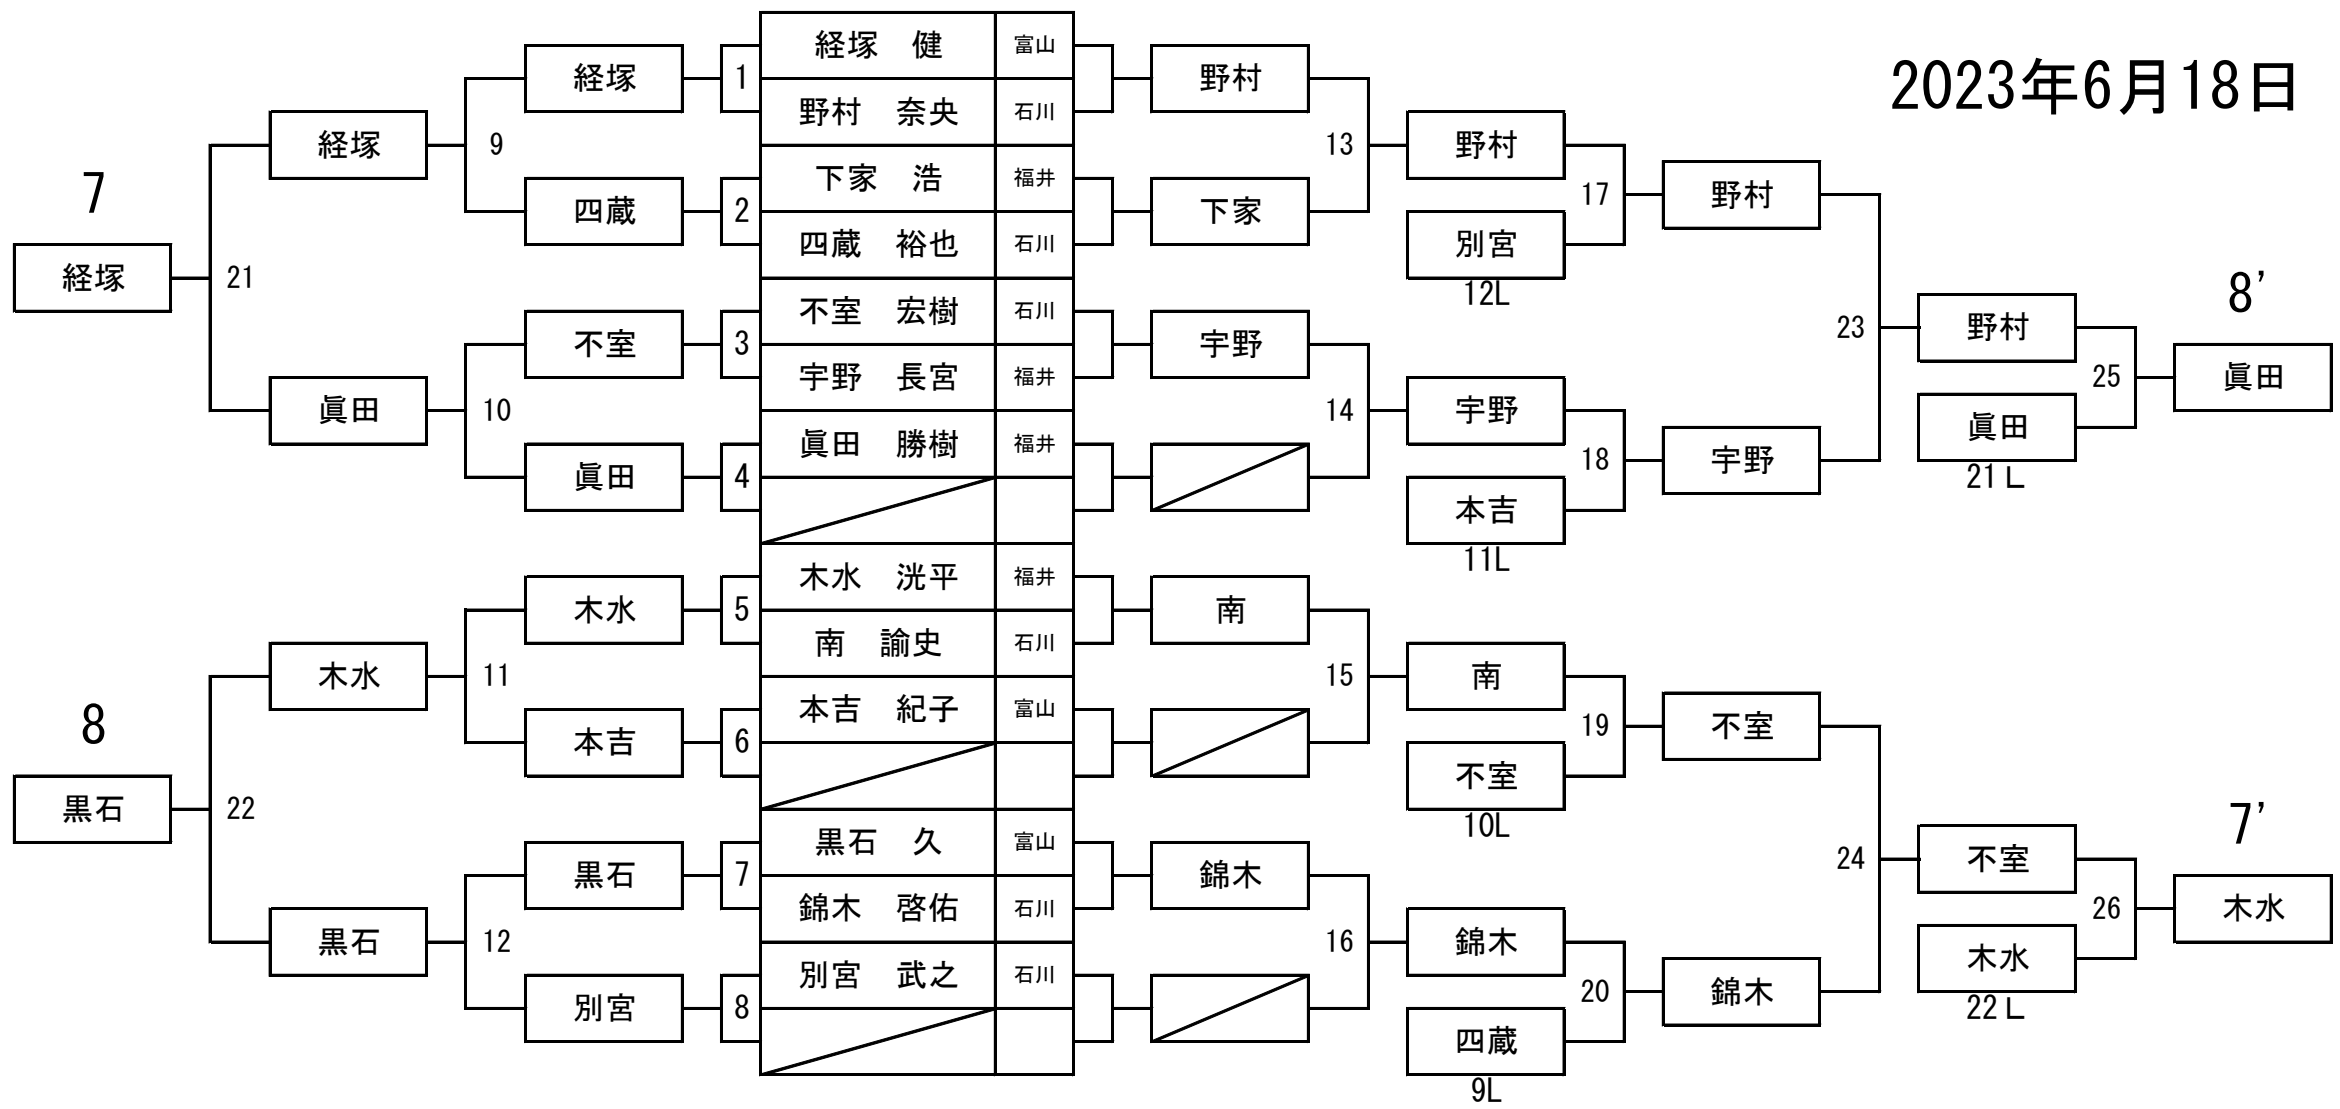 2023年6月18日
経塚　健 富山
経塚 1 野村
野村　奈央 石川
経塚 9 13 野村
下家　浩 福井
7 四蔵 2 下家 17 野村
四蔵　裕也 石川 別宮
経塚 21 12L 8’
不室　宏樹 石川
不室 3 宇野 23 野村
宇野　長宮 福井 25 眞田
眞田 10 14 宇野 眞田
眞田　勝樹 福井 21L
眞田 4 18 宇野
本吉
11L
木水　洸平 福井
木水 5 南
南　諭史 石川
木水 11 15 南
本吉　紀子 富山
8 本吉 6 19 不室
不室
黒石 22 10L 7’
黒石　久 富山
黒石 7 錦木 24 不室
錦木　啓佑 石川 26 木水
黒石 12 16 錦木 木水
別宮　武之 石川 22L
別宮 8 20 錦木
四蔵
9L